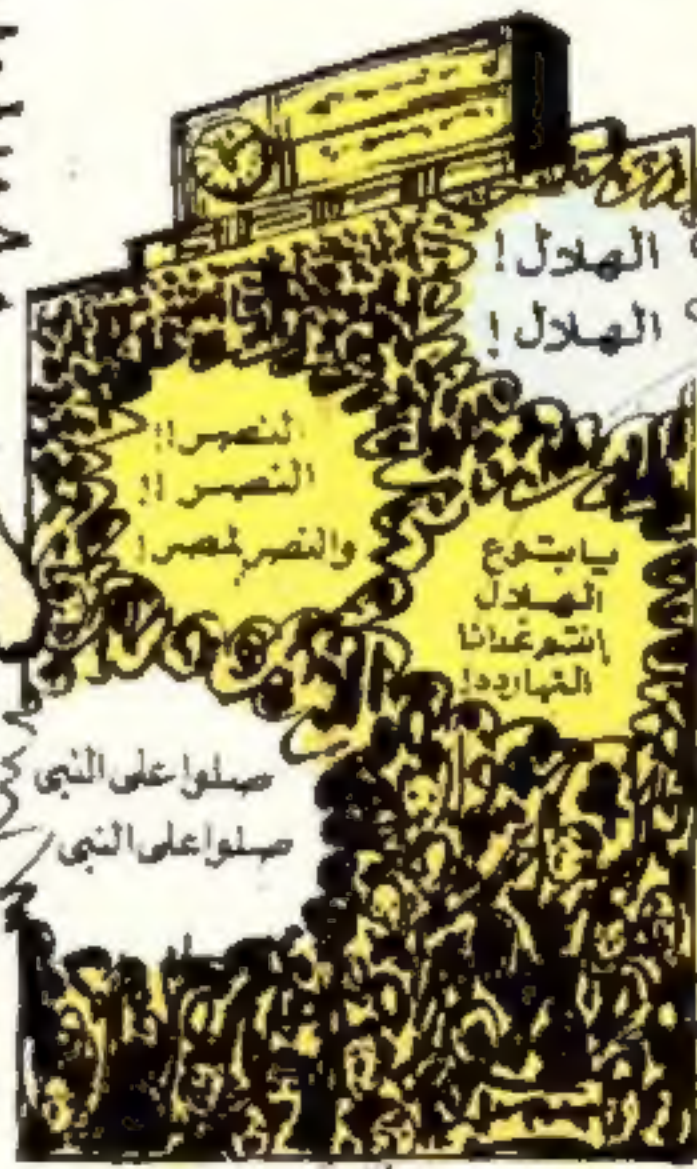 الهلال!
الهلال!
النصر!!
النصر!!
والنصر لمصر!
يا بتوع
الهلال
إنتم غدانا
النهارده!
صلوا على النبي
صلوا على النبي